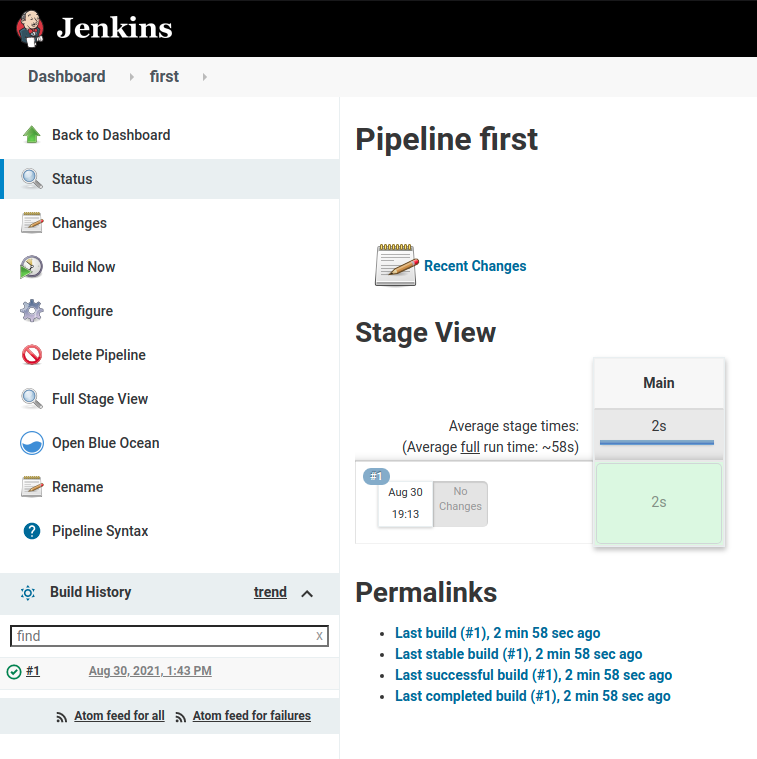 Jenkins
Dashboard first
Back to Dashboard
Status
Changes
Build Now
Configure
Delete Pipeline
Full Stage View
Open Blue Ocean
Rename
? Pipeline Syntax
Build History trend
find x
#1 Aug 30, 2021, 1:43 PM
Atom feed for all Atom feed for failures
Pipeline first
Recent Changes
Stage View
Main
Average stage times: 2s
(Average full run time: ~58s)
#1
Aug 30
19:13
No
Changes
2s
Permalinks
• Last build (#1), 2 min 58 sec ago
• Last stable build (#1), 2 min 58 sec ago
• Last successful build (#1), 2 min 58 sec ago
• Last completed build (#1), 2 min 58 sec ago